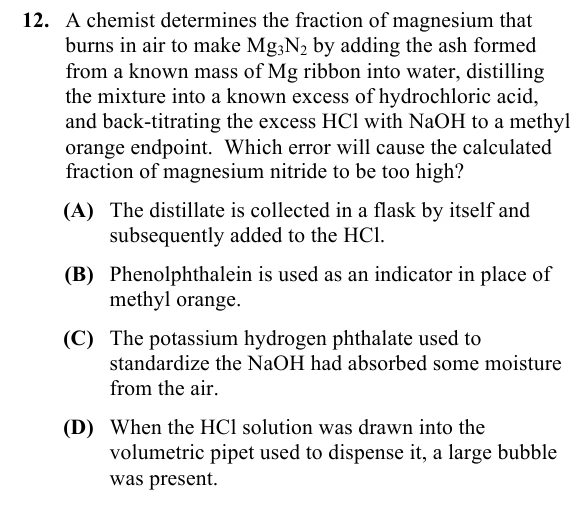 12. A chemist determines the fraction of magnesium that
burns in air to make Mg₃N₂ by adding the ash formed
from a known mass of Mg ribbon into water, distilling
the mixture into a known excess of hydrochloric acid,
and back-titrating the excess HCl with NaOH to a methyl
orange endpoint. Which error will cause the calculated
fraction of magnesium nitride to be too high?
(A) The distillate is collected in a flask by itself and
subsequently added to the HCl.
(B) Phenolphthalein is used as an indicator in place of
methyl orange.
(C) The potassium hydrogen phthalate used to
standardize the NaOH had absorbed some moisture
from the air.
(D) When the HCl solution was drawn into the
volumetric pipet used to dispense it, a large bubble
was present.